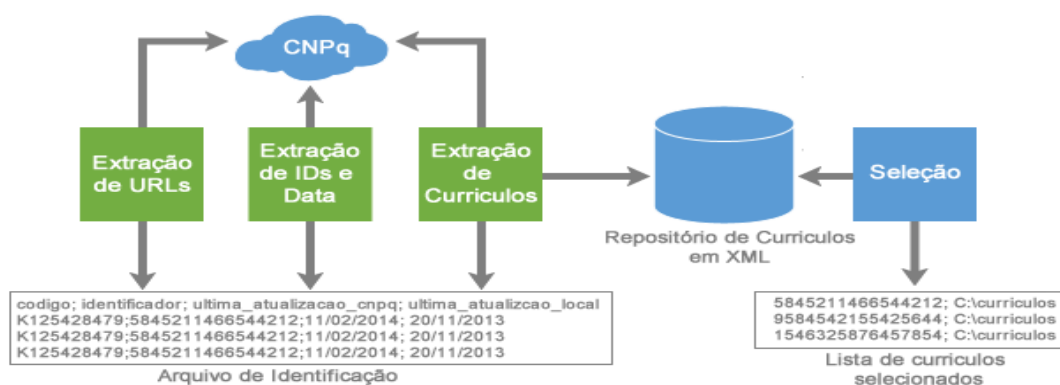 CNPq
Extração
de URLs
Extração
de IDs e
Data
Extração
de
Curriculos
Seleção
Repositório de Curriculos
em XML
codigo; identificador; ultima_atualizacao_cnpq; ultima_atualizcao_local
K125428479;5845211466544212;11/02/2014; 20/11/2013
K125428479;5845211466544212;11/02/2014; 20/11/2013
K125428479;5845211466544212;11/02/2014; 20/11/2013
Arquivo de Identificação
5845211466544212; C:\curriculos
9584542155425644; C:\curriculos
1546325876457854; C:\curriculos
Lista de curriculos
selecionados